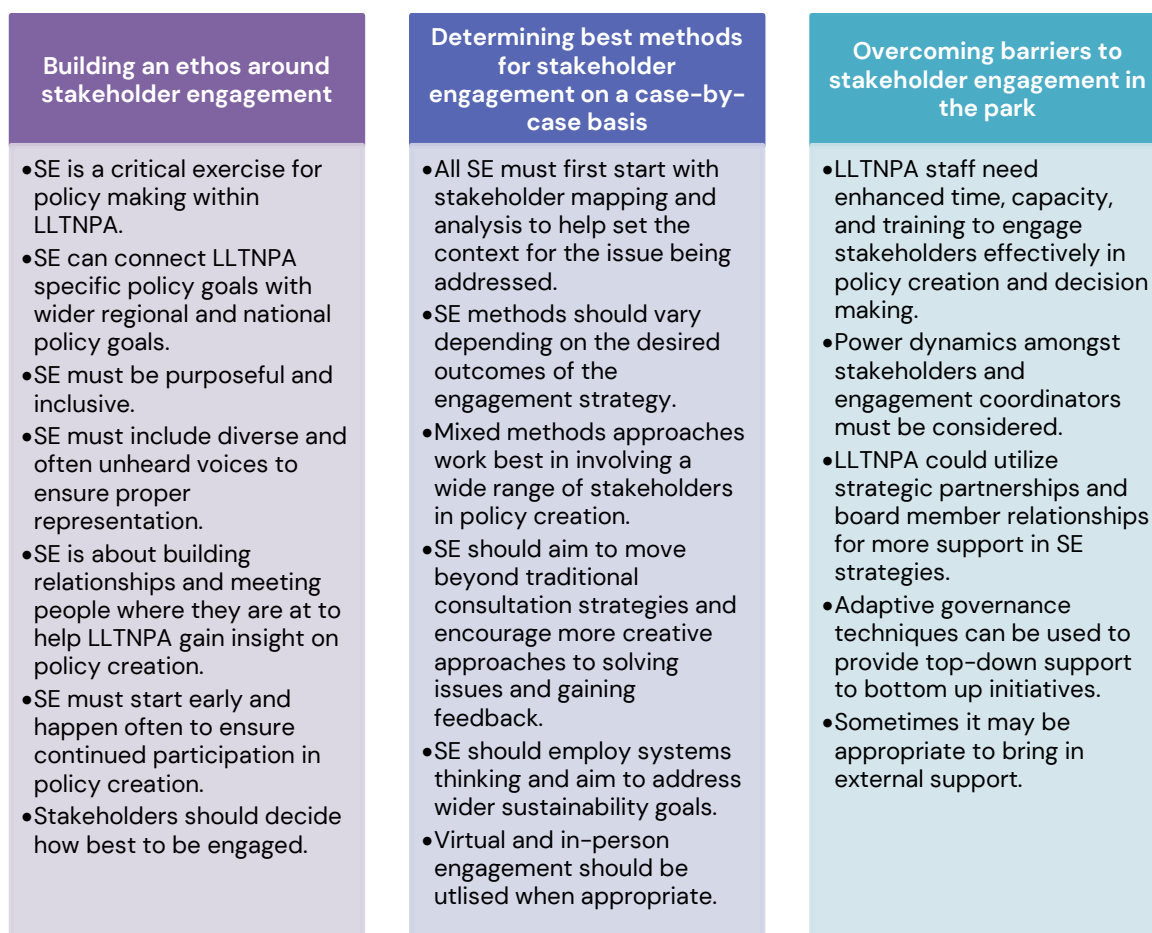 Building an ethos around
stakeholder engagement
•SE is a critical exercise for
policy making within
LLTNPA.
•SE can connect LLTNPA
specific policy goals with
wider regional and national
policy goals.
•SE must be purposeful and
inclusive.
•SE must include diverse and
often unheard voices to
ensure proper
representation.
•SE is about building
relationships and meeting
people where they are at to
help LLTNPA gain insight on
policy creation.
•SE must start early and
happen often to ensure
continued participation in
policy creation.
•Stakeholders should decide
how best to be engaged.
Determining best methods
for stakeholder
engagement on a case-by-
case basis
•All SE must first start with
stakeholder mapping and
analysis to help set the
context for the issue being
addressed.
•SE methods should vary
depending on the desired
outcomes of the
engagement strategy.
•Mixed methods approaches
work best in involving a
wide range of stakeholders
in policy creation.
•SE should aim to move
beyond traditional
consultation strategies and
encourage more creative
approaches to solving
issues and gaining
feedback.
•SE should employ systems
thinking and aim to address
wider sustainability goals.
•Virtual and in-person
engagement should be
utlised when appropriate.
Overcoming barriers to
stakeholder engagement in
the park
•LLTNPA staff need
enhanced time, capacity,
and training to engage
stakeholders effectively in
policy creation and decision
making.
•Power dynamics amongst
stakeholders and
engagement coordinators
must be considered.
•LLTNPA could utilize
strategic partnerships and
board member relationships
for more support in SE
strategies.
•Adaptive governance
techniques can be used to
provide top-down support
to bottom up initiatives.
•Sometimes it may be
appropriate to bring in
external support.